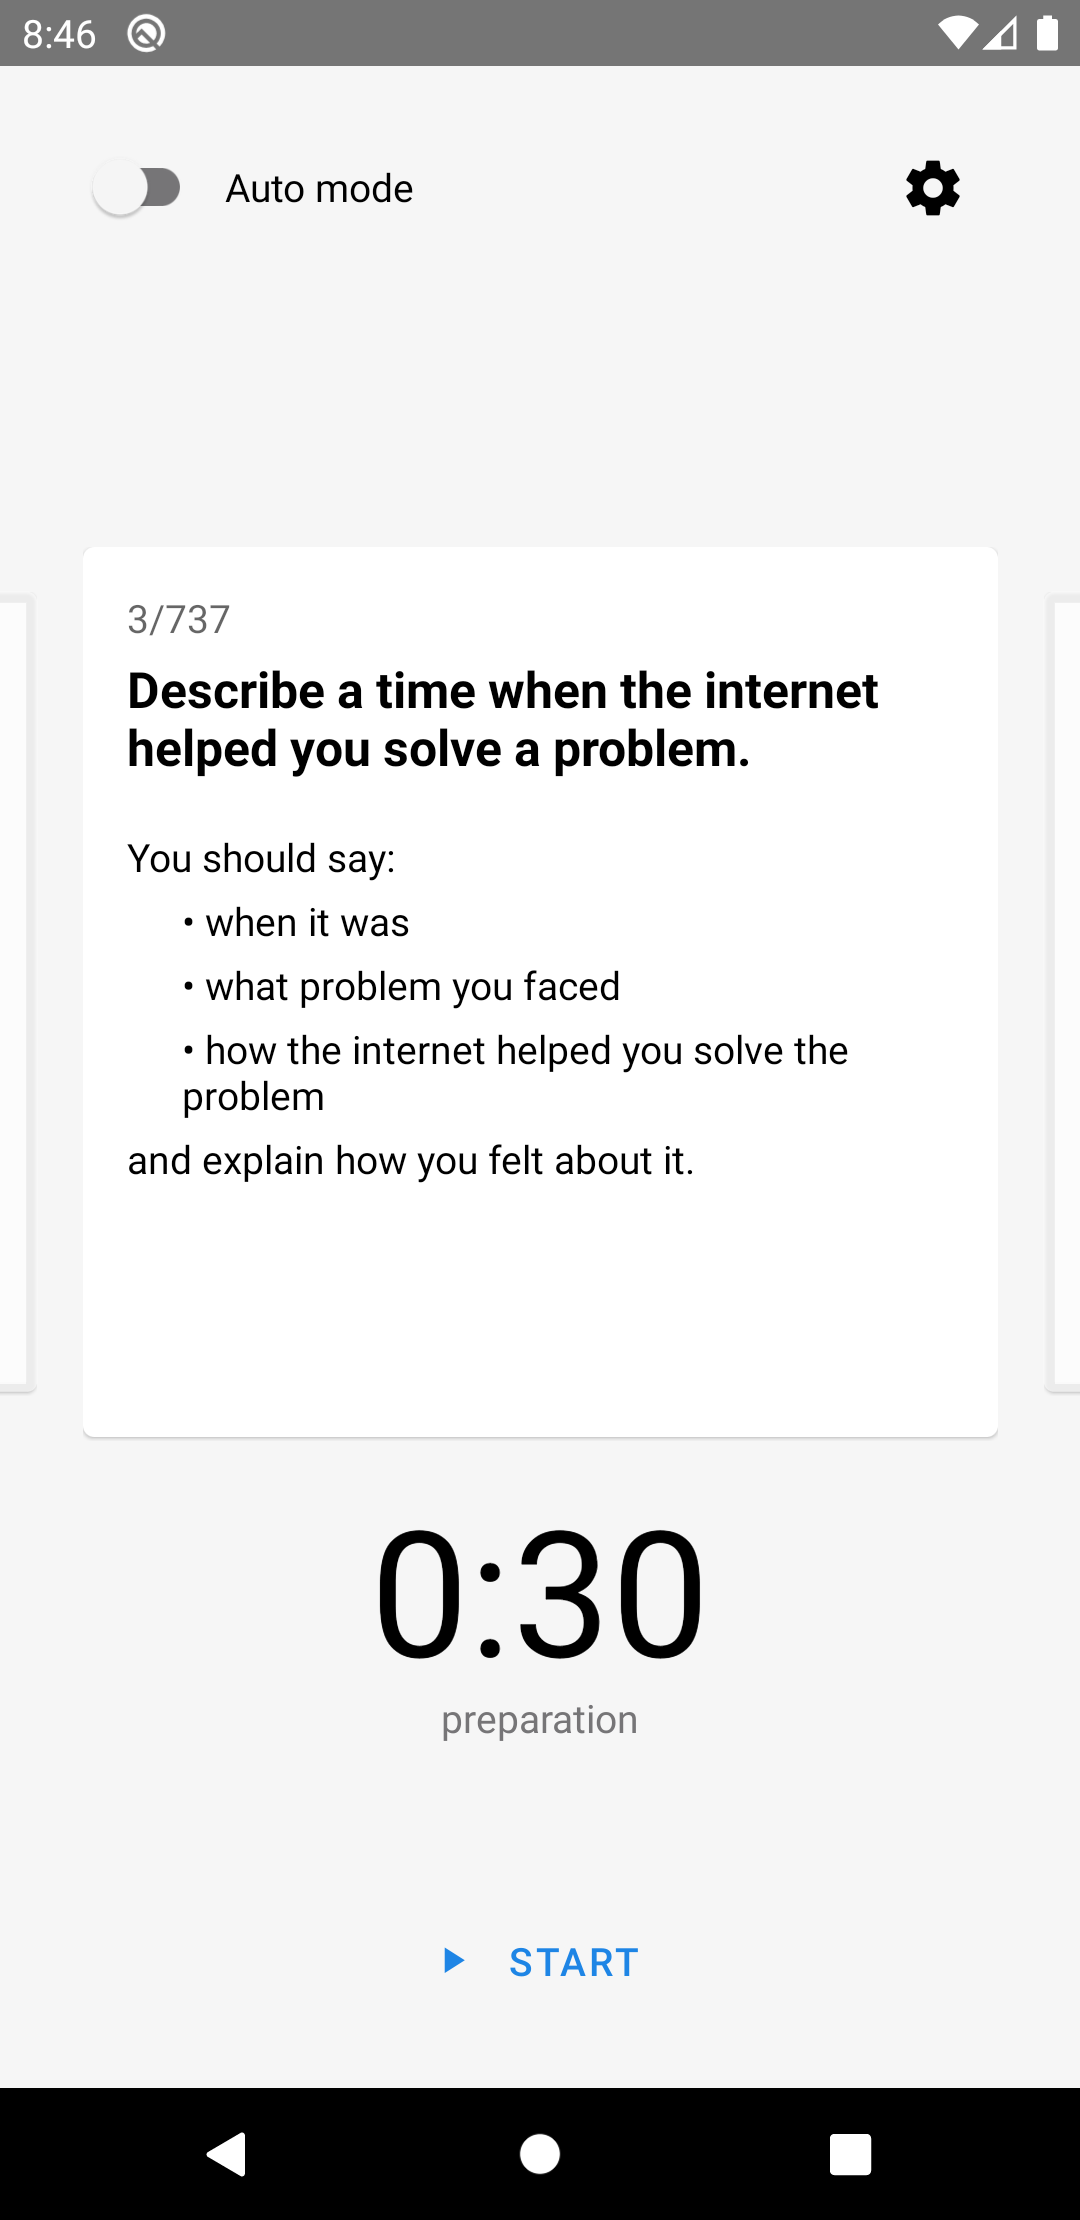 8:46
Auto mode
3/737
Describe a time when the internet
helped you solve a problem.
You should say:
• when it was
• what problem you faced
• how the internet helped you solve the
problem
and explain how you felt about it.
0:30
preparation
START